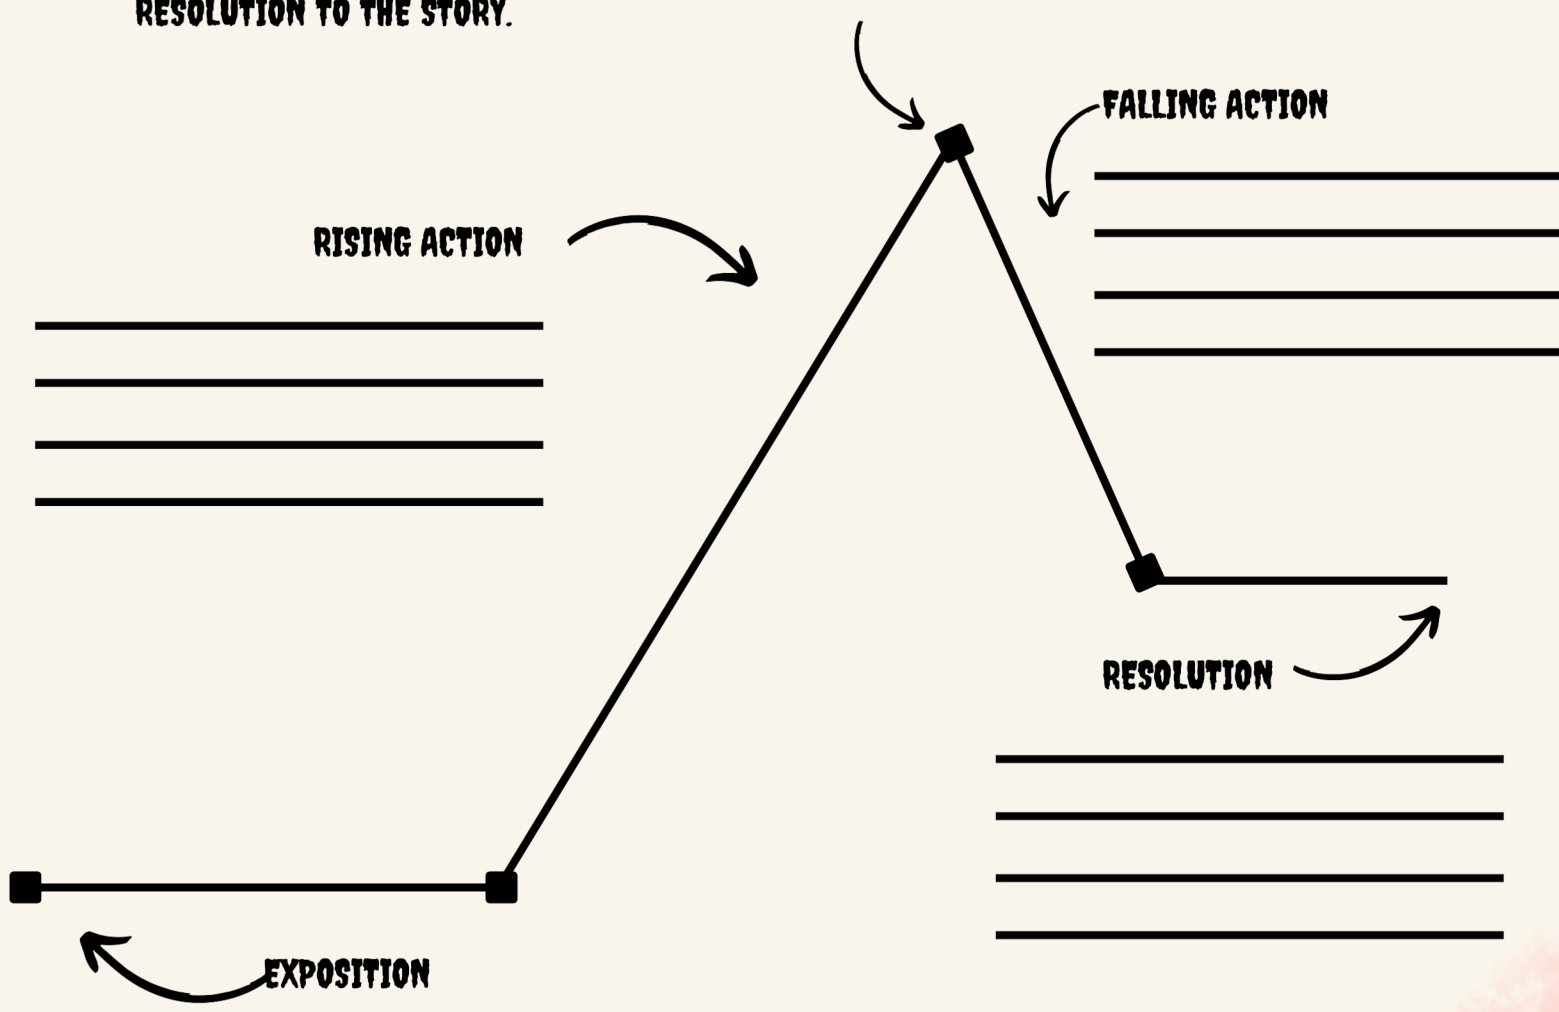 RESOLUTION TO THE STORY.
FALLING ACTION
RISING ACTION
RESOLUTION
EXPOSITION